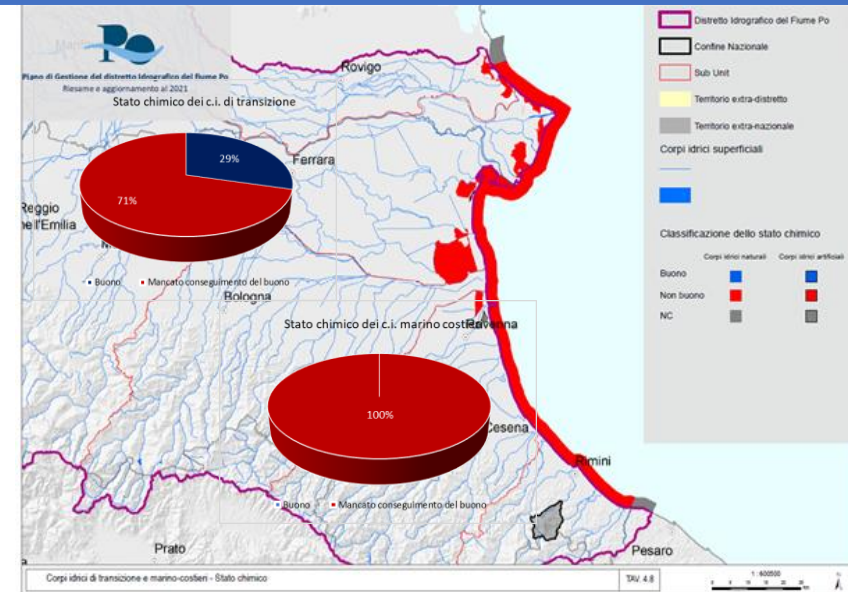 Po
Piano di Gestione del distretto idrografico del fiume Po
Riesame e aggiornamento al 2021
Stato chimico dei c.i. di transizione
29%
71%
Buono
Mancato conseguimento del buono
Rovigo
Ferrara
Reggio
Bologna
Stato chimico dei c.i. marino costieri
Ravenna
100%
Cesena
Rimini
Buono
Mancato conseguimento del buono
Prato
Pesaro
Distretto Idrografico del Fiume Po
Confine Nazionale
Sub Unit
Territorio extra-distretto
Territorio extra-nazionale
Corpi idrici superficiali
Classificazione dello stato chimico
Corpi idrici naturali Corpi idrici artificiali
Buono
Non buono
NC
Corpi idrici di transizione e marino-costieri - Stato chimico
TAV. 4.8
1 : 600500